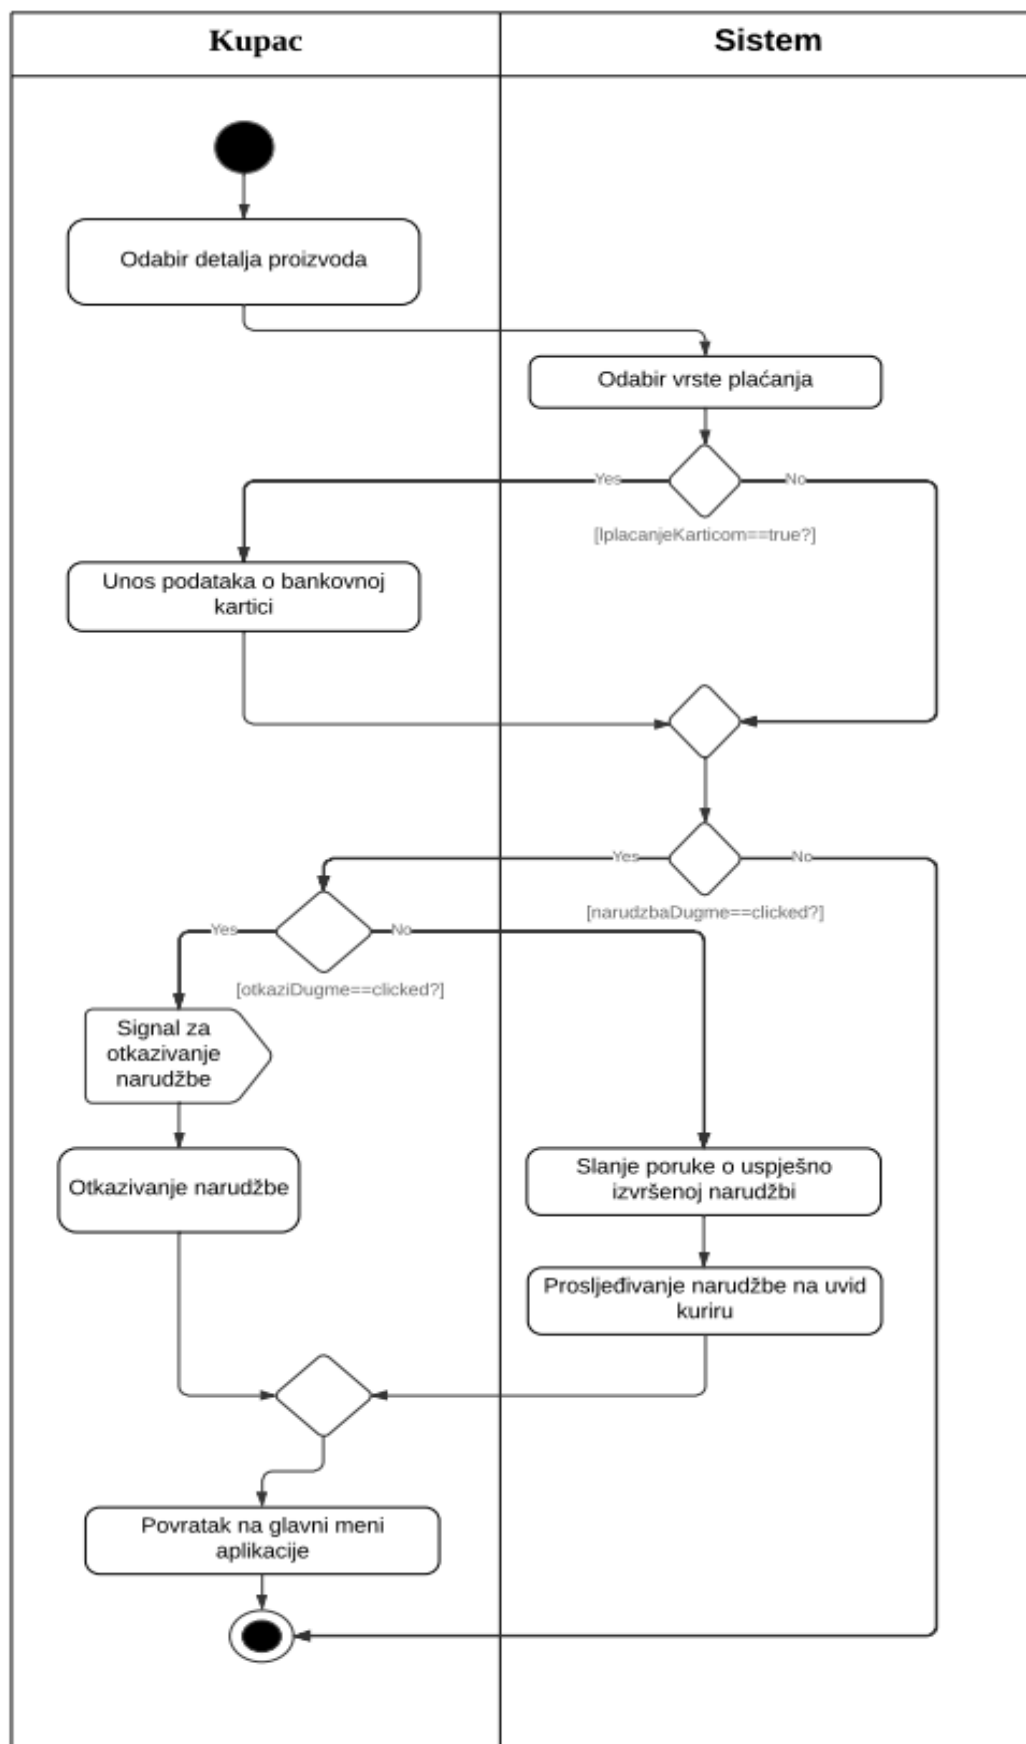 Kupac
Sistem
Odabir detalja proizvoda
Odabir vrste plaćanja
Yes
No
[lplacanjeKarticom==true?]
Unos podataka o bankovnoj
kartici
Yes
No
[narudzbaDugme==clicked?]
Yes
No
[otkaziDugme==clicked?]
Signal za
otkazivanje
narudžbe
Otkazivanje narudžbe
Slanje poruke o uspješno
izvršenoj narudžbi
Prosljeđivanje narudžbe na uvid
kuriru
Povratak na glavni meni
aplikacije